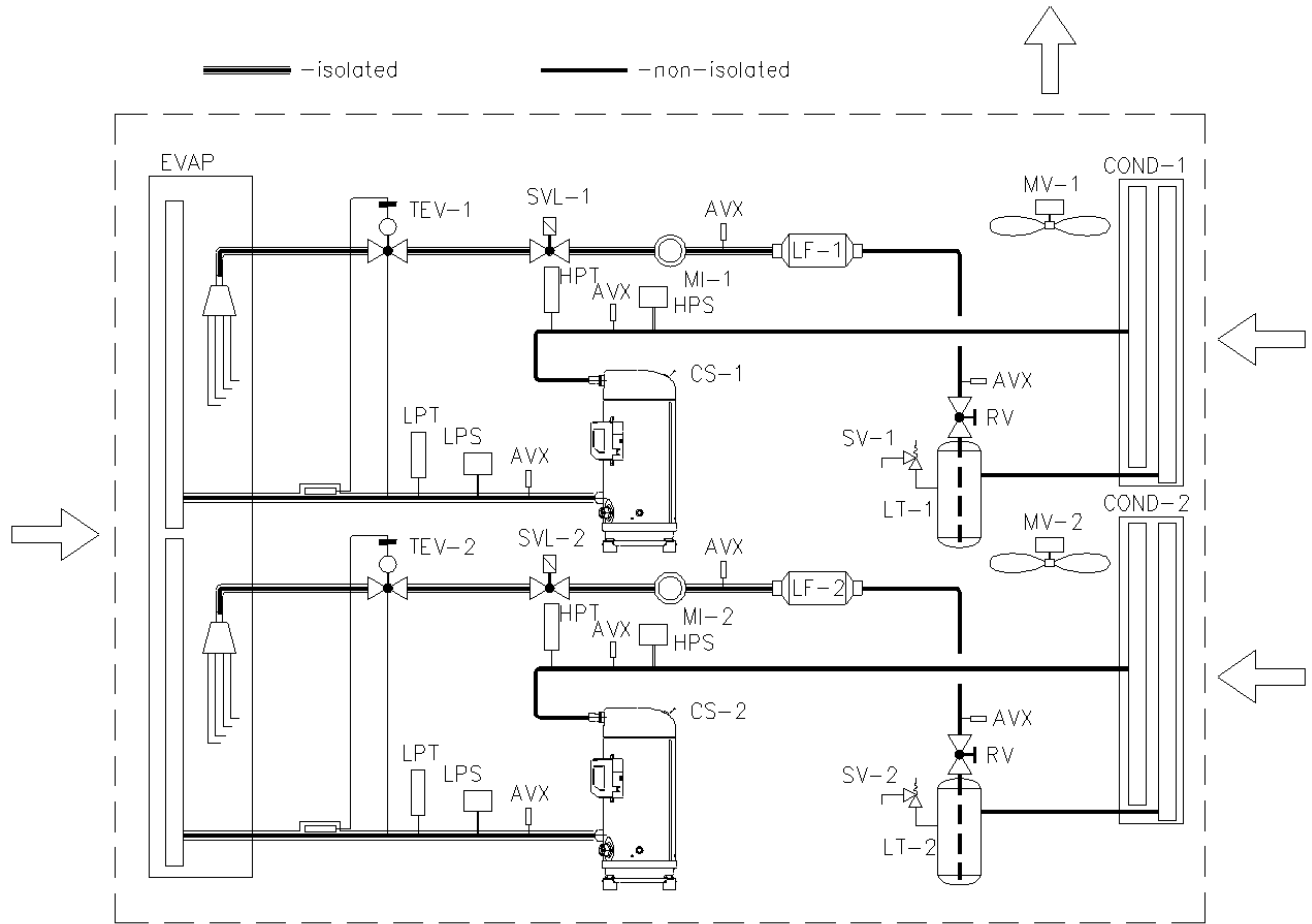 -isolated
-non-isolated
EVAP
COND-1
MV-1
SVL-1
TEV-1
AVX
LF-1
HPT
MI-1
AVX
HPS
CS-1
AVX
LPT
RV
LPS
SV-1
AVX
LT-1
COND-2
MV-2
SVL-2
TEV-2
AVX
LF-2
HPT
MI-2
AVX
HPS
CS-2
AVX
LPT
RV
LPS
SV-2
AVX
LT-2